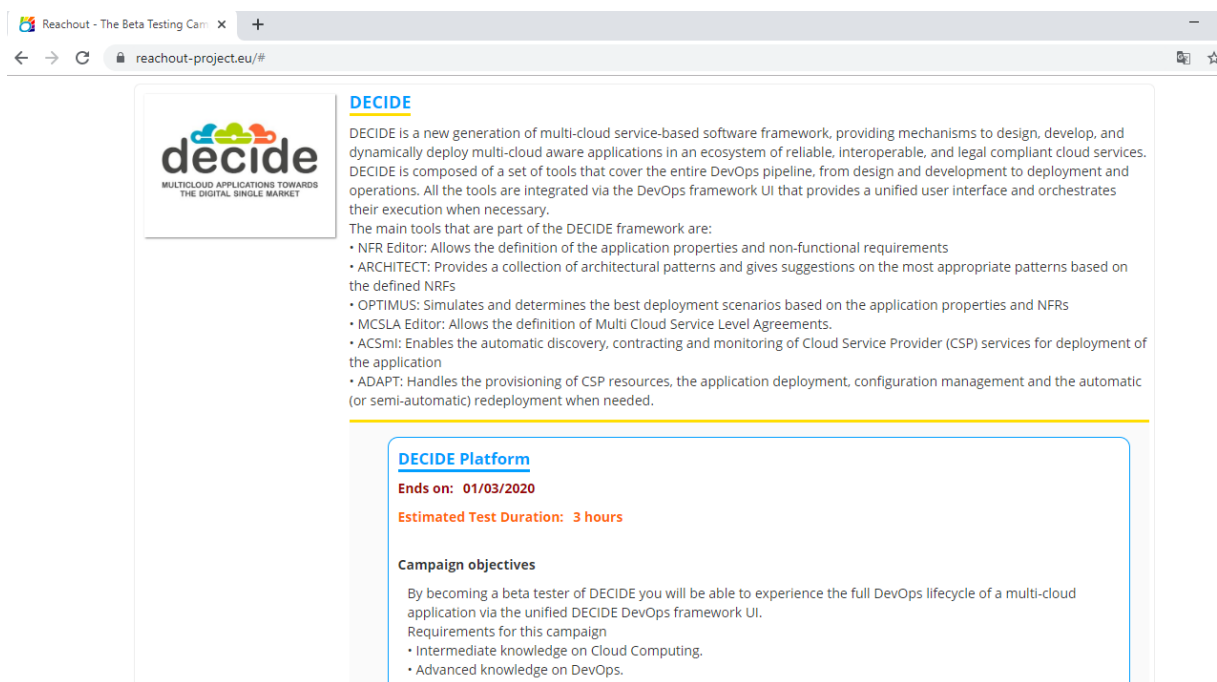 Reachout - The Beta Testing Cam
reachout-project.eu/#
decide
MULTICLOUD APPLICATIONS TOWARDS
THE DIGITAL SINGLE MARKET
DECIDE
DECIDE is a new generation of multi-cloud service-based software framework, providing mechanisms to design, develop, and
dynamically deploy multi-cloud aware applications in an ecosystem of reliable, interoperable, and legal compliant cloud services.
DECIDE is composed of a set of tools that cover the entire DevOps pipeline, from design and development to deployment and
operations. All the tools are integrated via the DevOps framework UI that provides a unified user interface and orchestrates
their execution when necessary.
The main tools that are part of the DECIDE framework are:
• NFR Editor: Allows the definition of the application properties and non-functional requirements
• ARCHITECT: Provides a collection of architectural patterns and gives suggestions on the most appropriate patterns based on
the defined NRFs
• OPTIMUS: Simulates and determines the best deployment scenarios based on the application properties and NFRs
• MCSLA Editor: Allows the definition of Multi Cloud Service Level Agreements.
• ACSmI: Enables the automatic discovery, contracting and monitoring of Cloud Service Provider (CSP) services for deployment of
the application
• ADAPT: Handles the provisioning of CSP resources, the application deployment, configuration management and the automatic
(or semi-automatic) redeployment when needed.
DECIDE Platform
Ends on: 01/03/2020
Estimated Test Duration: 3 hours
Campaign objectives
By becoming a beta tester of DECIDE you will be able to experience the full DevOps lifecycle of a multi-cloud
application via the unified DECIDE DevOps framework UI.
Requirements for this campaign
• Intermediate knowledge on Cloud Computing.
• Advanced knowledge on DevOps.